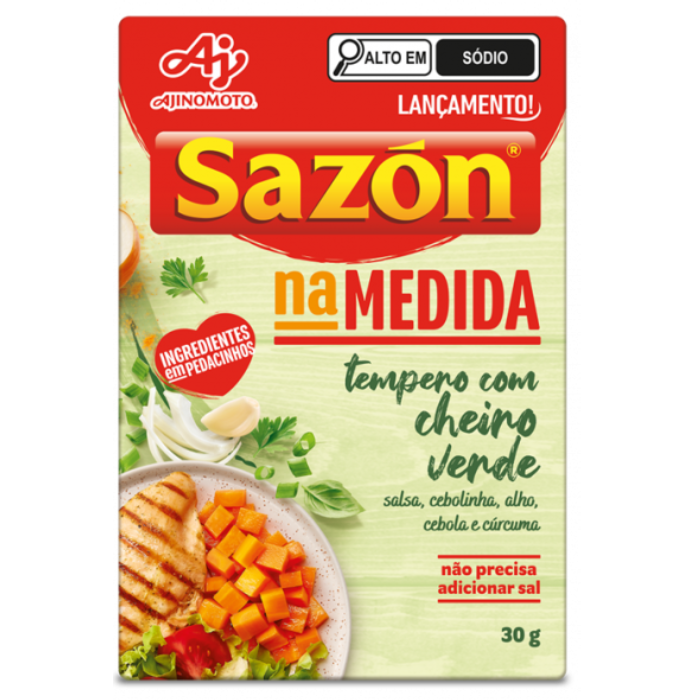 AJINOMOTO.
ALTO EM SÓDIO
LANÇAMENTO!
Sazón®
na MEDIDA
INGREDIENTES
em PEDACINHOS
tempero com
cheiro
verde
salsa, cebolinha, alho,
cebola e cúrcuma
não precisa
adicionar sal
30 g